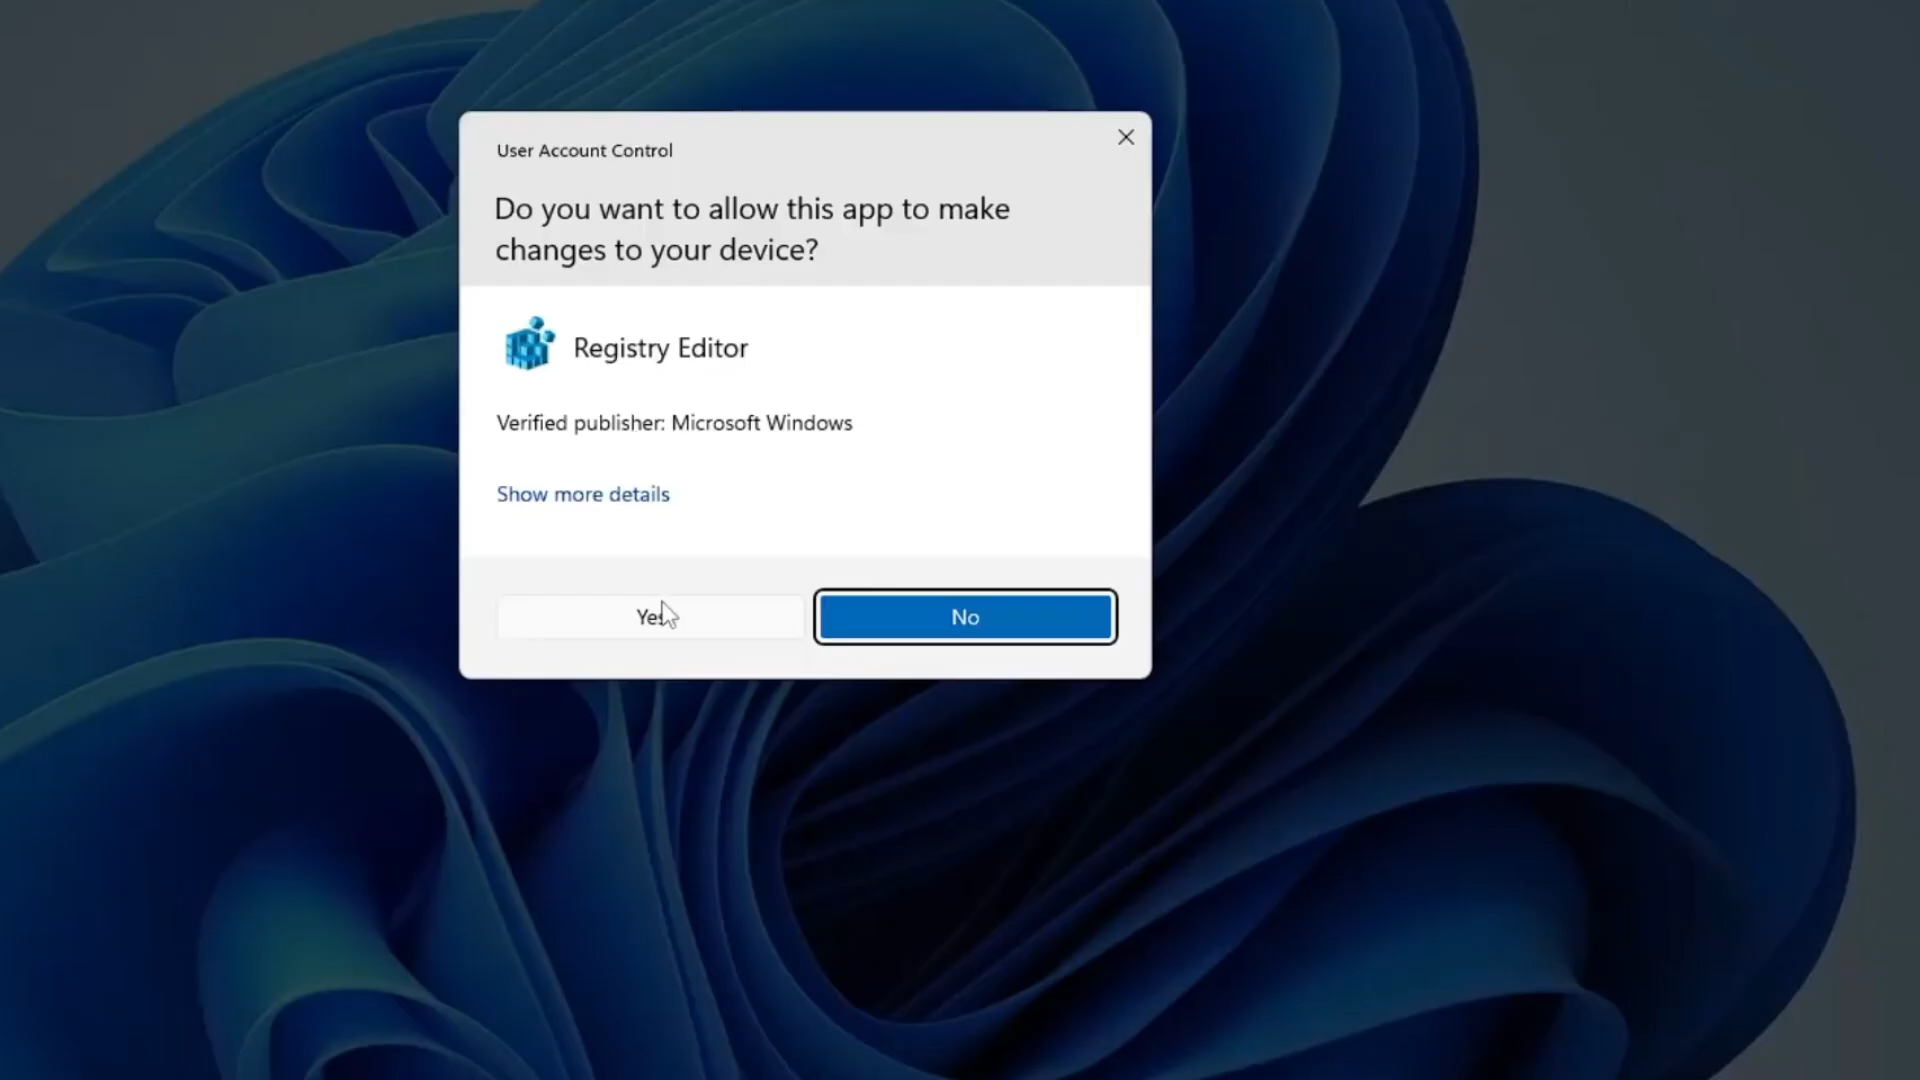 User Account Control
Do you want to allow this app to make
changes to your device?
Registry Editor
Verified publisher: Microsoft Windows
Show more details
Yes
No